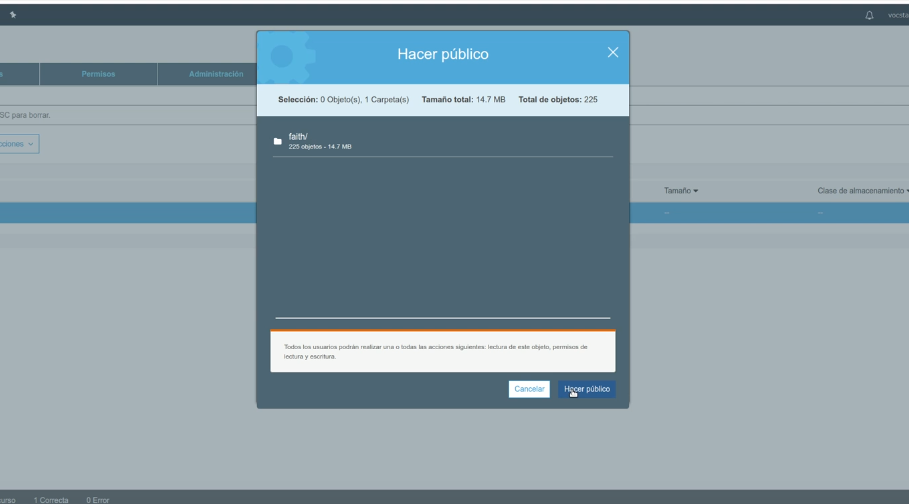 vocsta
Hacer público
s
Permisos
Administración
Selección: 0 Objeto(s), 1 Carpeta(s) Tamaño total: 14.7 MB Total de objetos: 225
SC para borrar.
faith/
225 objetos - 14.7 MB
cciones
Tamaño
Clase de almacenamiento
--
--
Todos los usuarios podrán realizar una o todas las acciones siguientes: lectura de este objeto, permisos de
lectura y escritura.
Cancelar
Hacer público
urso 1 Correcta 0 Error